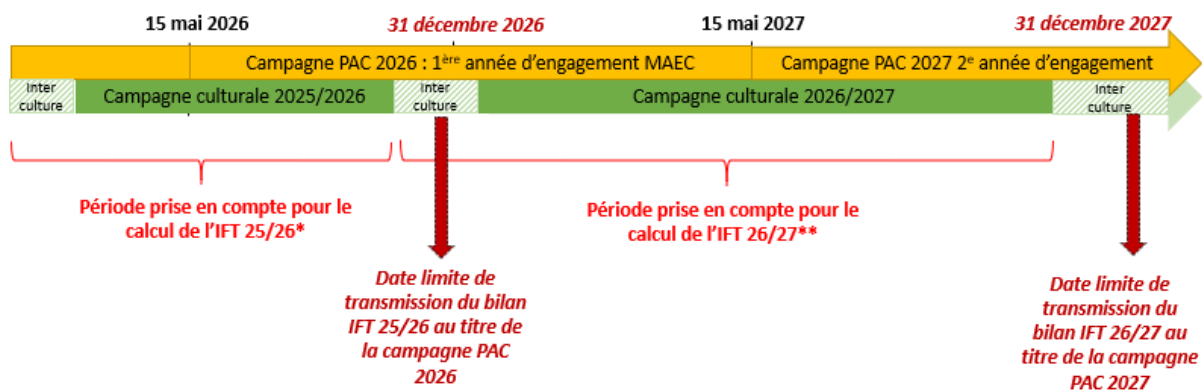 15 mai 2026
31 décembre 2026
15 mai 2027
31 décembre 2027
Campagne PAC 2026 : 1ère année d’engagement MAEC
Campagne PAC 2027 2e année d’engagement
Inter
culture
Campagne culturale 2025/2026
Inter
culture
Campagne culturale 2026/2027
Inter
culture
Période prise en compte pour le
calcul de l’IFT 25/26*
Période prise en compte pour le
calcul de l’IFT 26/27**
Date limite de
transmission du bilan
IFT 25/26 au titre de
la campagne PAC
2026
Date limite de
transmission du
bilan IFT 26/27 au
titre de la campagne
PAC 2027